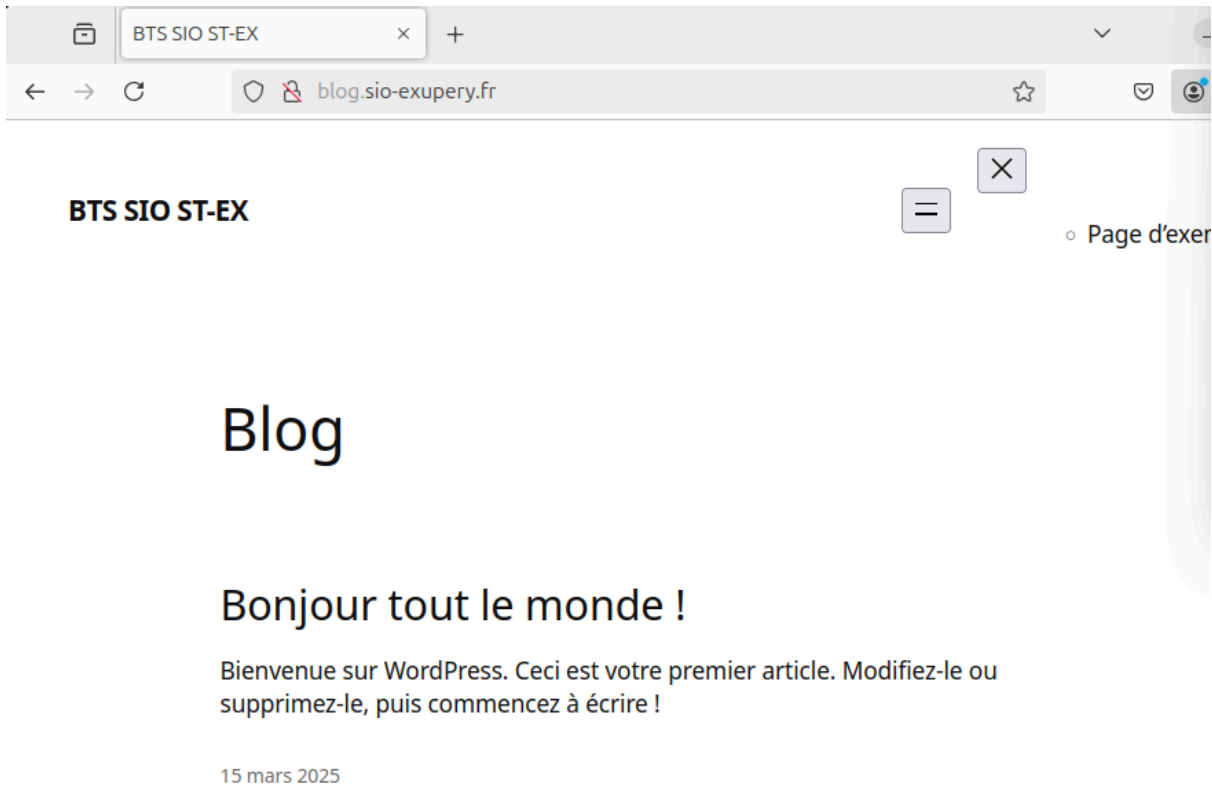 BTS SIO ST-EX
blog.sio-exupery.fr
BTS SIO ST-EX
Page d’exer
Blog
Bonjour tout le monde !
Bienvenue sur WordPress. Ceci est votre premier article. Modifiez-le ou
supprimez-le, puis commencez à écrire !
15 mars 2025